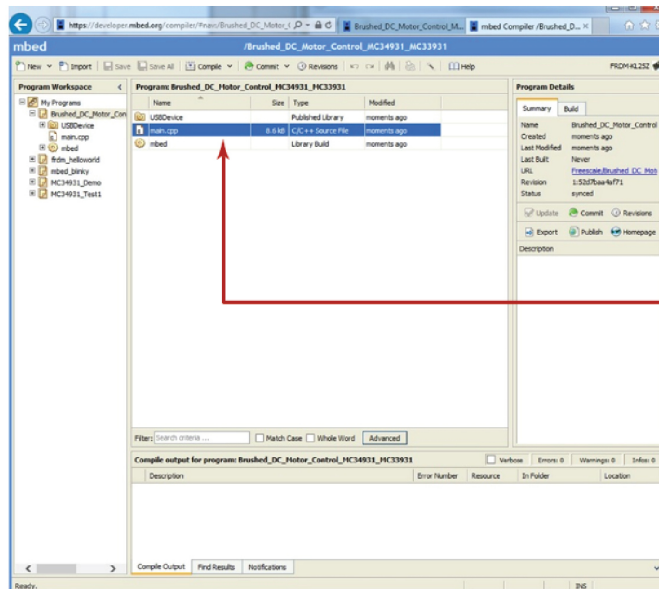 https://developer.mbed.org/compiler/#nav:/Brushed_DC_Motor_(
Brushed_DC_Motor_Control_M...
mbed Compiler /Brushed_D...
mbed
/Brushed_DC_Motor_Control_MC34931_MC33931
New Import Save Save All Compile Commit Revisions Help FRDM-KL25Z
Program Workspace
My Programs
Brushed_DC_Motor_Con
USBDevice
main.cpp
mbed
frdm_helloworld
mbed_blinky
MC34931_Demo
MC34931_Test1
Program: Brushed_DC_Motor_Control_MC34931_MC33931
Name Size Type Modified
USBDevice Published Library moments ago
main.cpp 8.6 kB C/C++ Source File moments ago
mbed Library Build moments ago
Filter: Search criteria ... Match Case Whole Word Advanced
Program Details
Summary Build
Name Brushed_DC_Motor_Control
Created moments ago
Last Modified moments ago
Last Built Never
URL Freescale/Brushed_DC_Mot
Revision 1:52d7baa4af71
Status synced
Update Commit Revisions
Export Publish Homepage
Description
Compile output for program: Brushed_DC_Motor_Control_MC34931_MC33931
Verbose Errors: 0 Warnings: 0 Infos: 0
Description Error Number Resource In Folder Location
Compile Output Find Results Notifications
Ready. INS